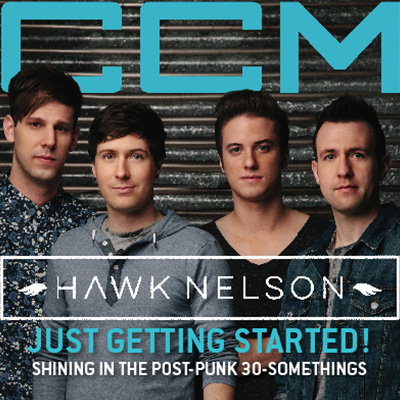 CCM
HAWK NELSON
JUST GETTING STARTED!
SHINING IN THE POST-PUNK 30-SOMETHINGS